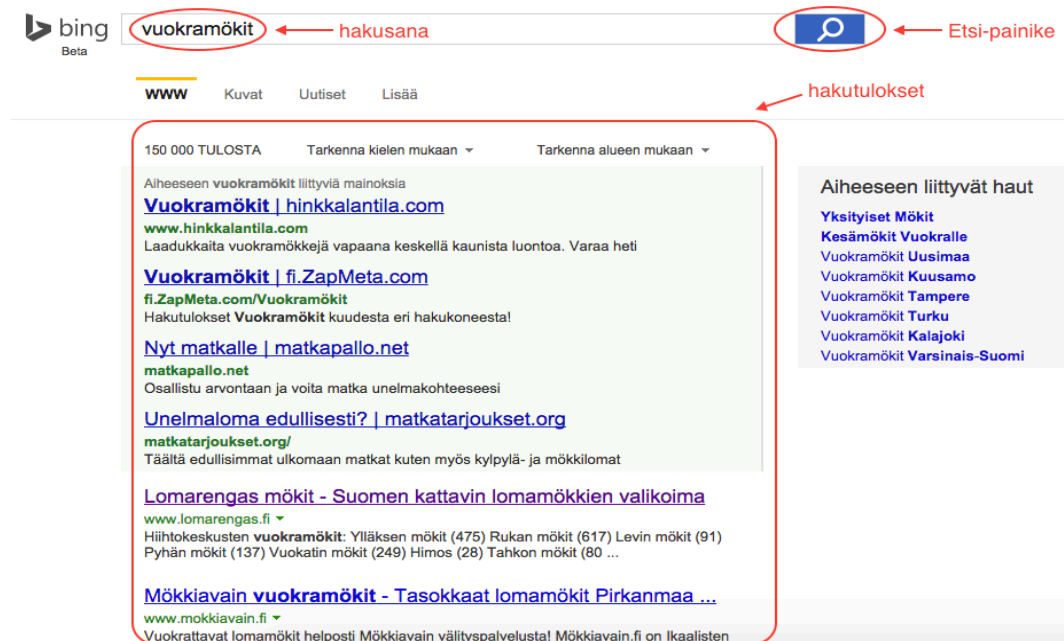 bing
Beta
vuokramökit
hakusana
Etsi-painike
WWW Kuvat Uutiset Lisää
hakutulokset
150 000 TULOSTA Tarkenna kielen mukaan Tarkenna alueen mukaan
Aiheeseen vuokramökit liittyviä mainoksia
Vuokramökit | hinkkalantila.com
www.hinkkalantila.com
Laadukkaita vuokramökkejä vapaana keskellä kaunista luontoa. Varaa heti
Vuokramökit | fi.ZapMeta.com
fi.ZapMeta.com/Vuokramökit
Hakutulokset Vuokramökit kuudesta eri hakukoneesta!
Nyt matkalle | matkapallo.net
matkapallo.net
Osallistu arvontaan ja voita matka unelmakohteeseesi
Unelmaloma edullisesti? | matkatarjoukset.org
matkatarjoukset.org/
Täältä edullisimmat ulkomaan matkat kuten myös kylpylä- ja mökkilomat
Lomarengas mökit - Suomen kattavin lomamökkien valikoima
www.lomarengas.fi
Hiihtokeskusten vuokramökit: Ylläksen mökit (475) Rukan mökit (617) Levin mökit (91)
Pyhän mökit (137) Vuokatin mökit (249) Himos (28) Tahkon mökit (80 ...
Mökkiavain vuokramökit - Tasokkaat lomamökit Pirkanmaa ...
www.mokkiavain.fi
Vuokrattavat lomamökit helposti Mökkiavain välityspalvelusta! Mökkiavain.fi on Ikaalisten
Aiheeseen liittyvät haut
Yksityiset Mökit
Kesämökit Vuokralle
Vuokramökit Uusimaa
Vuokramökit Kuusamo
Vuokramökit Tampere
Vuokramökit Turku
Vuokramökit Kalajoki
Vuokramökit Varsinais-Suomi